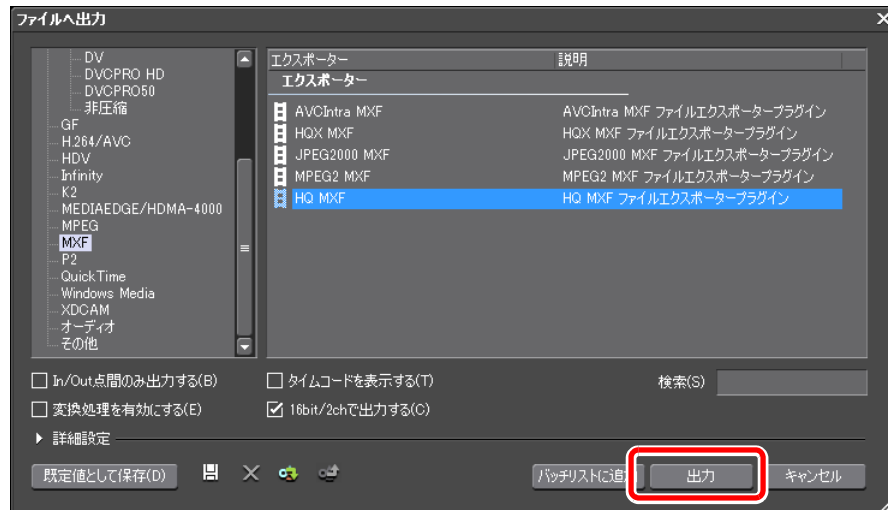 ファイルへ出力
DV
DVCPRO HD
DVCPRO50
非圧縮
GF
H.264/AVC
HDV
Infinity
K2
MEDIAEDGE/HDMA-4000
MPEG
MXF
P2
QuickTime
Windows Media
XDCAM
オーディオ
その他
エクスポーター 説明
エクスポーター
AVCIntra MXF AVCIntra MXF ファイルエクスポータープラグイン
HQX MXF HQX MXF ファイルエクスポータープラグイン
JPEG2000 MXF JPEG2000 MXF ファイルエクスポータープラグイン
MPEG2 MXF MPEG2 MXF ファイルエクスポータープラグイン
HQ MXF HQ MXF ファイルエクスポータープラグイン
In/Out点間のみ出力する(B) タイムコードを表示する(T) 検索(S)
変換処理を有効にする(E) 16bit/2chで出力する(C)
詳細設定
既定値として保存(D) バッチリストに追 出力 キャンセル